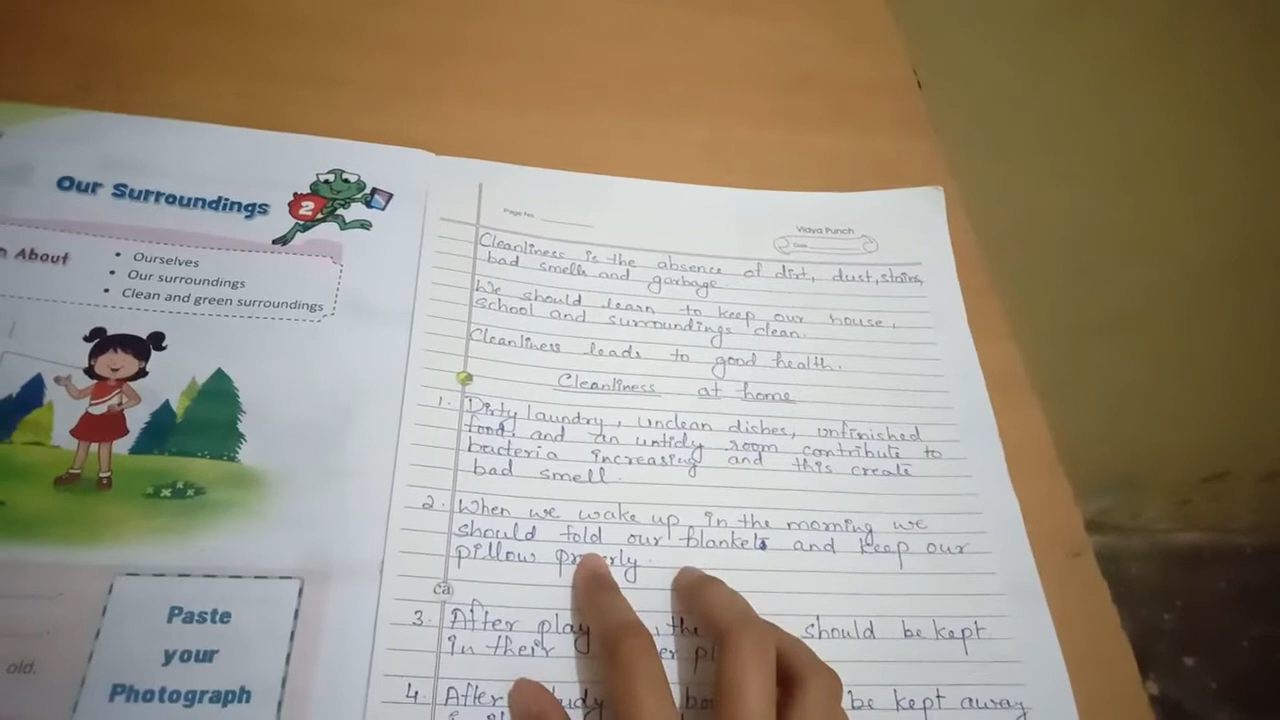 Our Surroundings 2
n About
• Ourselves
• Our surroundings
• Clean and green surroundings
old.
Paste
your
Photograph
Page No.
Vidya Punch
Date
Cleanliness is the absence of dirt, dust, stains,
bad smells and garbage.
We should learn to keep our house,
school and surroundings clean.
Cleanliness leads to good health.
Cleanliness at home
1. Dirty laundry, unclean dishes, unfinished
food, and an untidy room contribute to
bacteria increasing and this create
bad smell.
2. When we wake up in the morning we
should fold our blankets and keep our
pillow properly.
ca
3. After play , the should be kept
in their
4. After be kept away